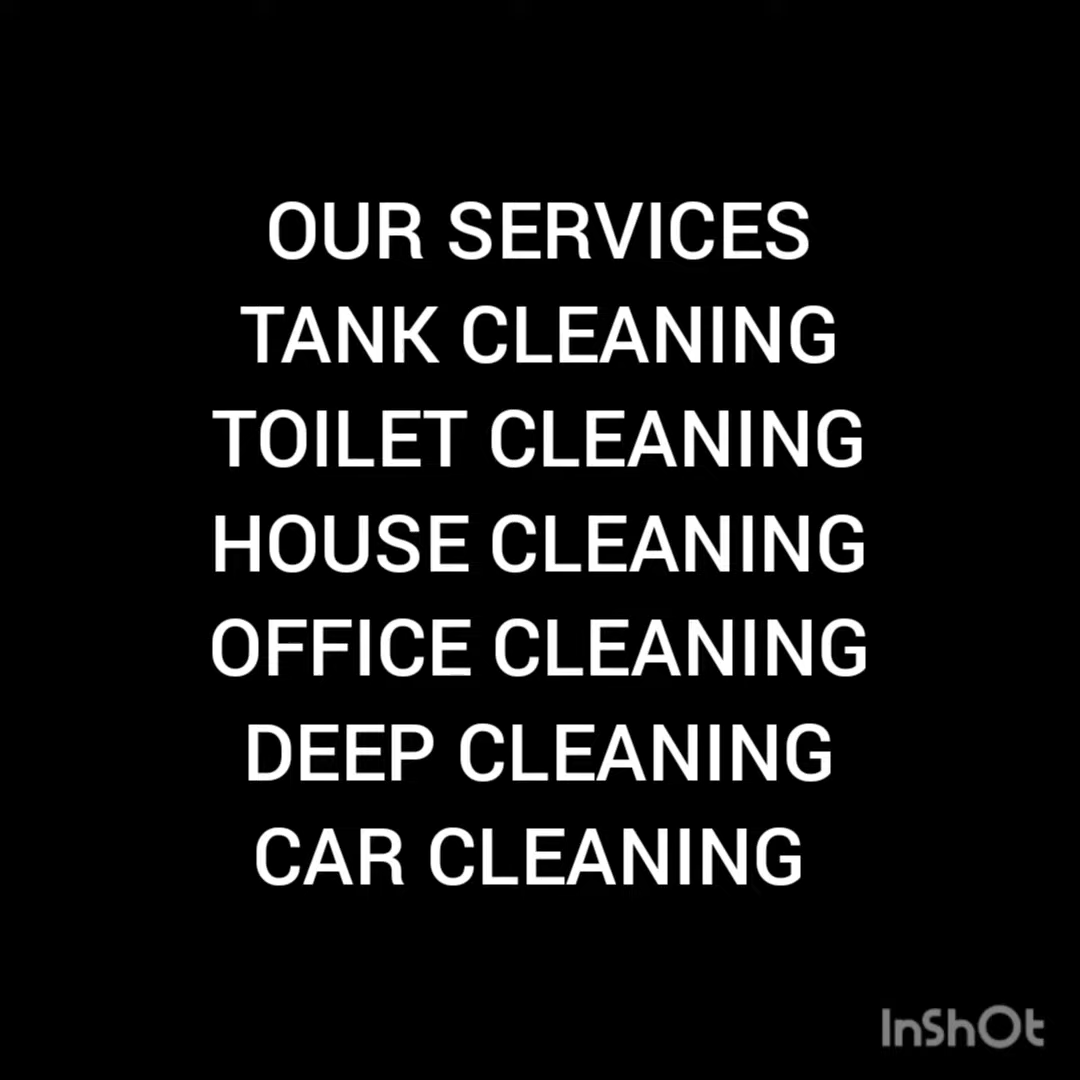 OUR SERVICES
TANK CLEANING
TOILET CLEANING
HOUSE CLEANING
OFFICE CLEANING
DEEP CLEANING
CAR CLEANING
InShOt